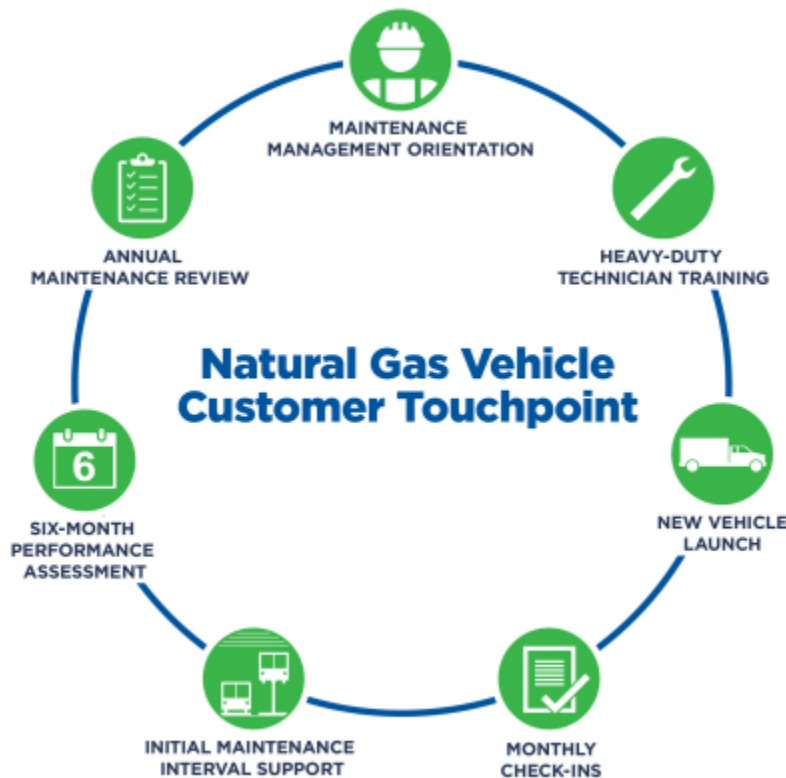 MAINTENANCE
MANAGEMENT ORIENTATION
HEAVY-DUTY
TECHNICIAN TRAINING
NEW VEHICLE
LAUNCH
MONTHLY
CHECK-INS
INITIAL MAINTENANCE
INTERVAL SUPPORT
6
SIX-MONTH
PERFORMANCE
ASSESSMENT
ANNUAL
MAINTENANCE REVIEW
Natural Gas Vehicle
Customer Touchpoint